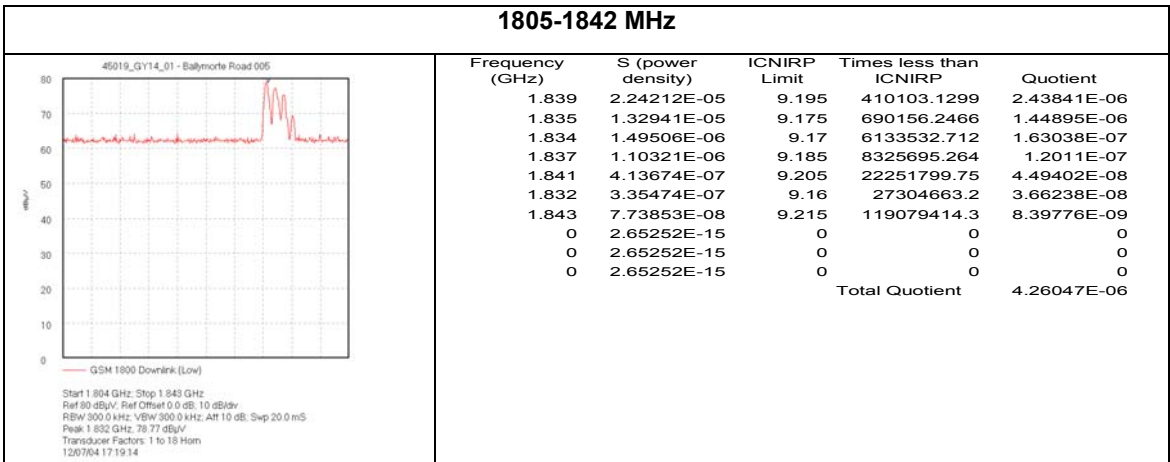 1805-1842 MHz
45019_GY14_01 - Ballymorte Road 005
80
70
60
50
40
30
20
10
0
dBµV
GSM 1800 Downlink (Low)
Start 1.804 GHz; Stop 1.843 GHz
Ref 80 dBµV; Ref Offset 0.0 dB; 10 dB/div
RBW 300.0 kHz; VBW 300.0 kHz; Att 10 dB; Swp 20.0 mS
Peak 1.832 GHz, 78.77 dBµV
Transducer Factors: 1 to 18 Horn
12/07/04 17:19:14
Frequency (GHz) S (power density) ICNIRP Limit Times less than ICNIRP Quotient
1.839 2.24212E-05 9.195 410103.1299 2.43841E-06
1.835 1.32941E-05 9.175 690156.2466 1.44895E-06
1.834 1.49506E-06 9.17 6133532.712 1.63038E-07
1.837 1.10321E-06 9.185 8325695.264 1.2011E-07
1.841 4.13674E-07 9.205 22251799.75 4.49402E-08
1.832 3.35474E-07 9.16 27304663.2 3.66238E-08
1.843 7.73853E-08 9.215 119079414.3 8.39776E-09
0 2.65252E-15 0 0 0
0 2.65252E-15 0 0 0
0 2.65252E-15 0 0 0
Total Quotient 4.26047E-06